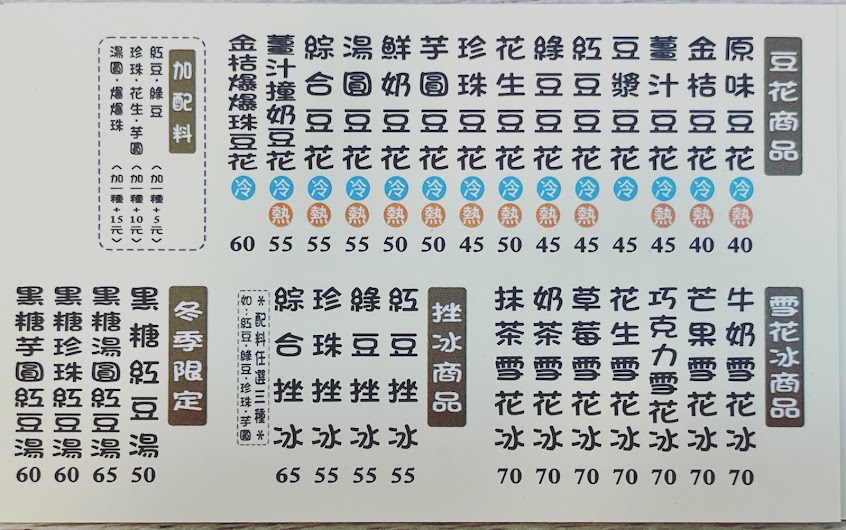 豆花商品
原味豆花 冷 熱 40
金桔豆花 冷 熱 40
薑汁豆花 冷 熱 45
豆漿豆花 冷 45
紅豆豆花 冷 熱 45
綠豆豆花 冷 熱 45
花生豆花 冷 熱 50
珍珠豆花 冷 熱 45
芋圓豆花 冷 熱 50
鮮奶豆花 冷 熱 50
湯圓豆花 冷 熱 55
綜合豆花 冷 熱 55
薑汁撞奶豆花 熱 55
金桔爆爆珠豆花 冷 60
加配料
紅豆·綠豆〈加一種+5元〉
珍珠·花生·芋圓〈加一種+10元〉
湯圓·爆爆珠〈加一種+15元〉
雪花冰商品
牛奶雪花冰 70
芒果雪花冰 70
巧克力雪花冰 70
花生雪花冰 70
草莓雪花冰 70
奶茶雪花冰 70
抹茶雪花冰 70
挫冰商品
紅豆挫冰 55
綠豆挫冰 55
珍珠挫冰 55
綜合挫冰 65
*配料任選三種*
如:紅豆·綠豆·珍珠·芋圓
冬季限定
黑糖紅豆湯 50
黑糖湯圓紅豆湯 65
黑糖珍珠紅豆湯 60
黑糖芋圓紅豆湯 60